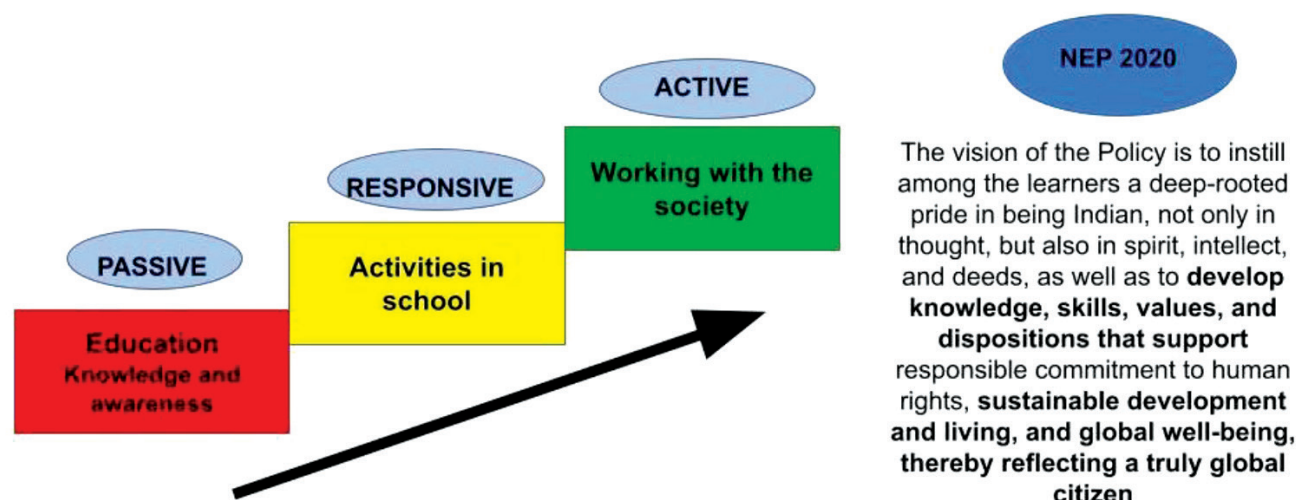 PASSIVE
Education
Knowledge and
awareness
RESPONSIVE
Activities in
school
ACTIVE
Working with the
society
NEP 2020
The vision of the Policy is to instill
among the learners a deep-rooted
pride in being Indian, not only in
thought, but also in spirit, intellect,
and deeds, as well as to develop
knowledge, skills, values, and
dispositions that support
responsible commitment to human
rights, sustainable development
and living, and global well-being,
thereby reflecting a truly global
citizen